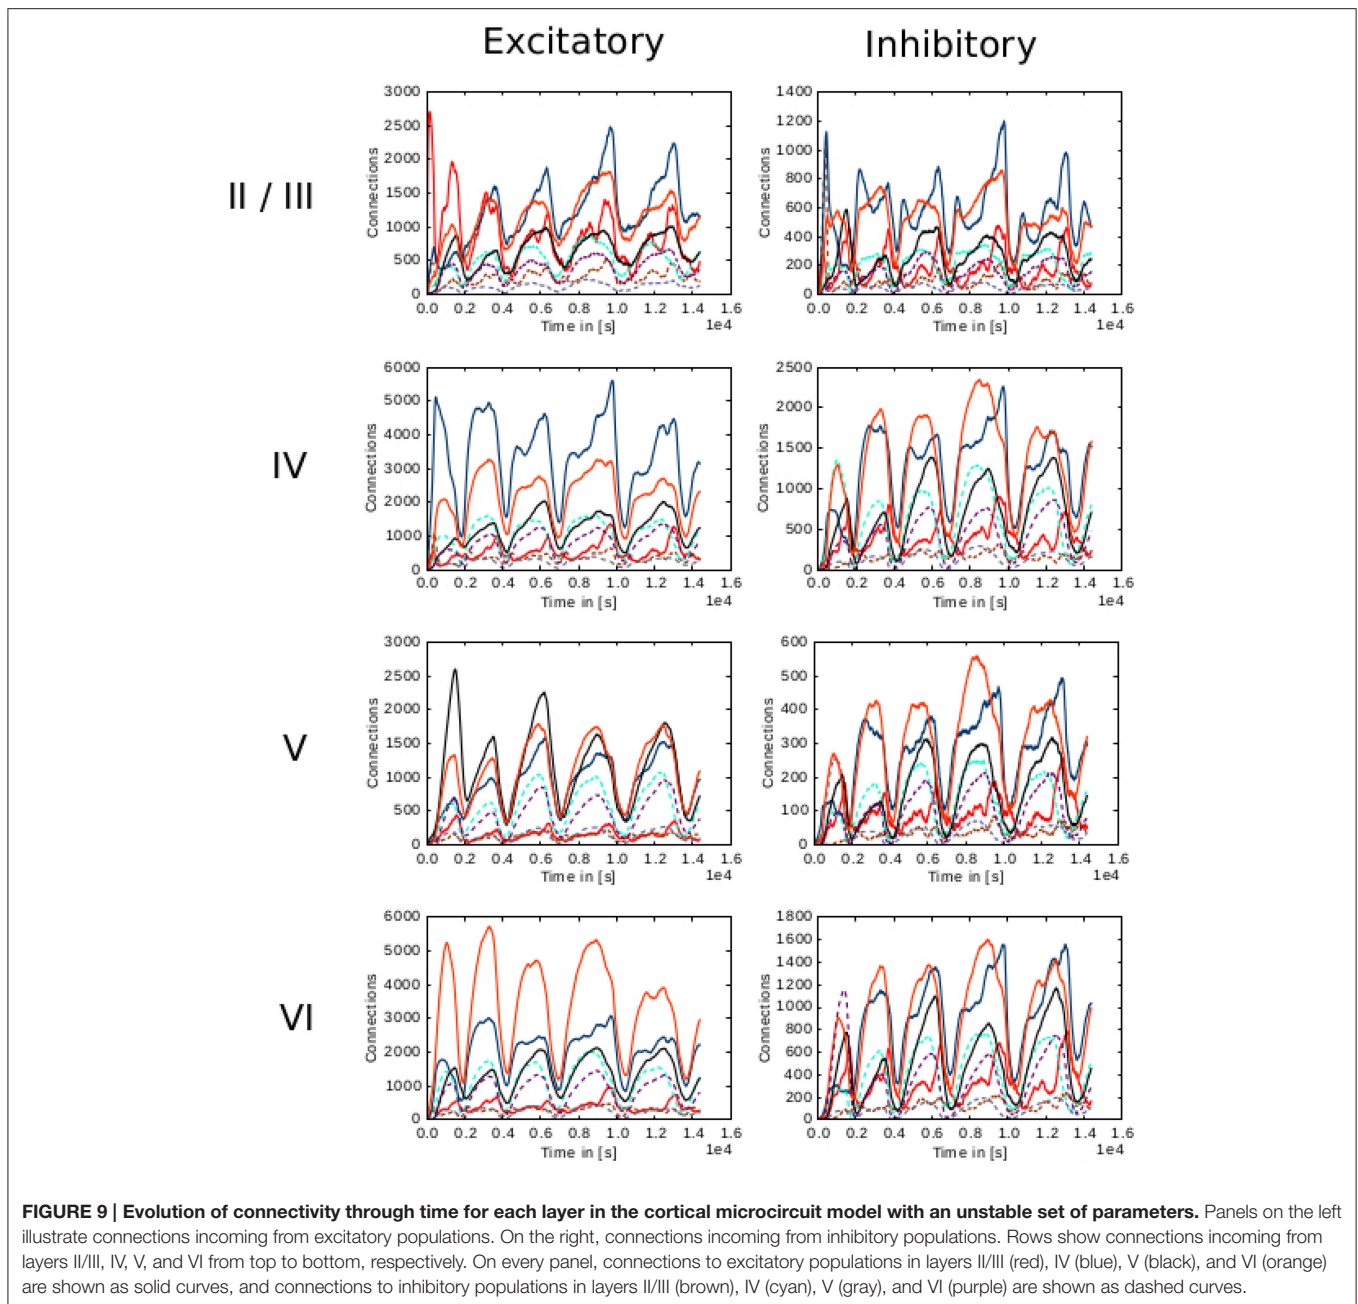 Excitatory
Inhibitory
II / III
3000
2500
2000
1500
1000
500
0
Connections
0.0 0.2 0.4 0.6 0.8 1.0 1.2 1.4 1.6
Time in [s]
1e4
1400
1200
1000
800
600
400
200
0
Connections
0.0 0.2 0.4 0.6 0.8 1.0 1.2 1.4 1.6
Time in [s]
1e4
IV
6000
5000
4000
3000
2000
1000
0
Connections
0.0 0.2 0.4 0.6 0.8 1.0 1.2 1.4 1.6
Time in [s]
1e4
2500
2000
1500
1000
500
0
Connections
0.0 0.2 0.4 0.6 0.8 1.0 1.2 1.4 1.6
Time in [s]
1e4
V
3000
2500
2000
1500
1000
500
0
Connections
0.0 0.2 0.4 0.6 0.8 1.0 1.2 1.4 1.6
Time in [s]
1e4
600
500
400
300
200
100
0
Connections
0.0 0.2 0.4 0.6 0.8 1.0 1.2 1.4 1.6
Time in [s]
1e4
VI
6000
5000
4000
3000
2000
1000
0
Connections
0.0 0.2 0.4 0.6 0.8 1.0 1.2 1.4 1.6
Time in [s]
1e4
1800
1600
1400
1200
1000
800
600
400
200
0
Connections
0.0 0.2 0.4 0.6 0.8 1.0 1.2 1.4 1.6
Time in [s]
1e4
FIGURE 9 | Evolution of connectivity through time for each layer in the cortical microcircuit model with an unstable set of parameters. Panels on the left
illustrate connections incoming from excitatory populations. On the right, connections incoming from inhibitory populations. Rows show connections incoming from
layers II/III, IV, V, and VI from top to bottom, respectively. On every panel, connections to excitatory populations in layers II/III (red), IV (blue), V (black), and VI (orange)
are shown as solid curves, and connections to inhibitory populations in layers II/III (brown), IV (cyan), V (gray), and VI (purple) are shown as dashed curves.